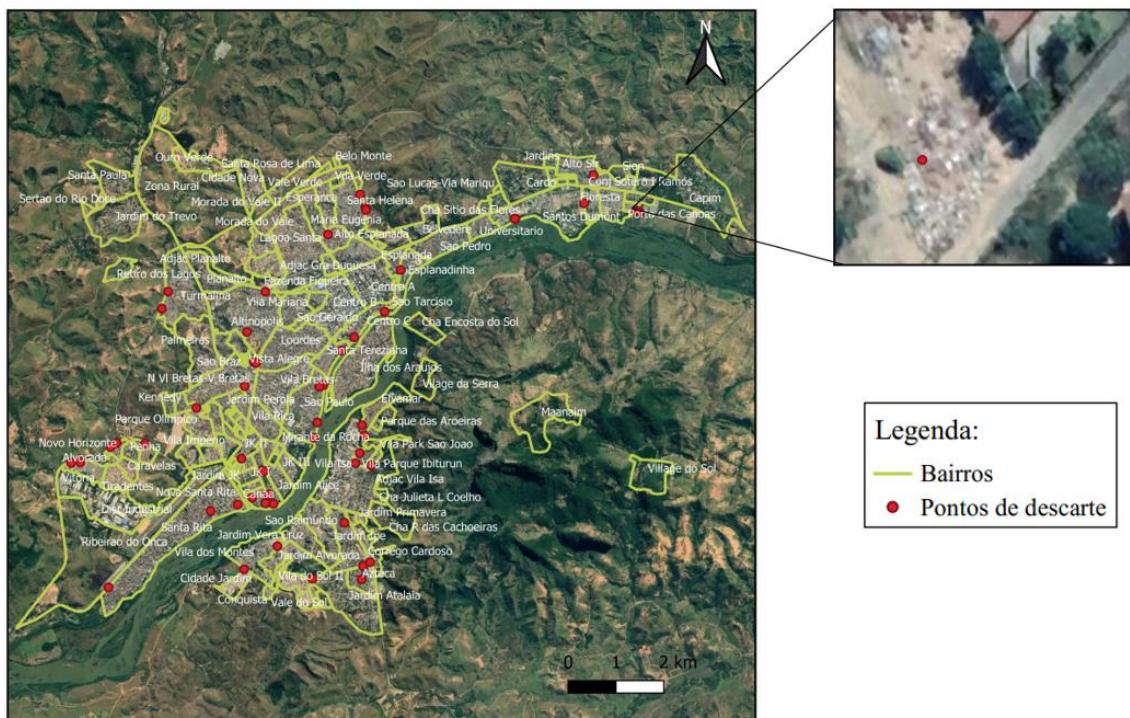 N
Ouro Verde
Santa Rosa de Lima
Belo Monte
Jardins
Alto Sir
Sion
Santa Paula
Cidade Nova
Vale Verde
Vila Verde
Zona Rural
Sao Lucas-Via Mariqu
Cardo
Conj Sotero I Ramos
Sertao do Rio Doce
Morada do Vale II
Esperanca
Santa Helena
Floresta
Capim
Jardim do Trevo
Morada do Vale
Maria Eugenia
Cha Sitio das Flores
Santos Dumont
Porto das Canoas
Lagoa Santa
Alto Esplanada
Belvedere
Universitario
Sao Pedro
Adjac Planalto
Adjac Gra Duquesa
Esplanada
Retiro dos Lagos
Planalto
Fazenda Figueira
Esplanadinha
Centro A
Turmalina
Vila Mariana
Centro B
Sao Tarcisio
Altinopolis
Sao Geraldo
Centro C
Cha Encosta do Sol
Palmeiras
Lourdes
Santa Terezinha
Sao Braz
Vista Alegre
Ilha dos Araujos
N Vl Bretas-V Bretas
Vila Bretas
Vilage da Serra
Kennedy
Jardim Perola
Sao Paulo
Elvamar
Parque Olimpico
Vila Rica
Parque das Aroeiras
Maanaim
Novo Horizonte
Penha
Vila Imperio
JK II
Mirante da Rocha
Vila Park Sao Joao
Alvorada
Caravelas
JK III
Vila Isa
Vila Parque Ibiturun
Village do Sol
Vitoria
Tiradentes
Jardim JK
JK I
Adjac Vila Isa
Nova Santa Rita
Canaa
Jardim Alice
Cha Julieta L Coelho
Dist Industrial
Jardim Primavera
Santa Rita
Sao Raimundo
Cha R das Cachoeiras
Ribeirao do Onca
Jardim Vera Cruz
Jardim Ipe
Vila dos Montes
Jardim Alvorada
Corrego Cardoso
Cidade Jardim
Vila do Sol II
Azteca
Conquista
Vale do Sol
Jardim Atalaia
0 1 2 km
Legenda:
Bairros
Pontos de descarte